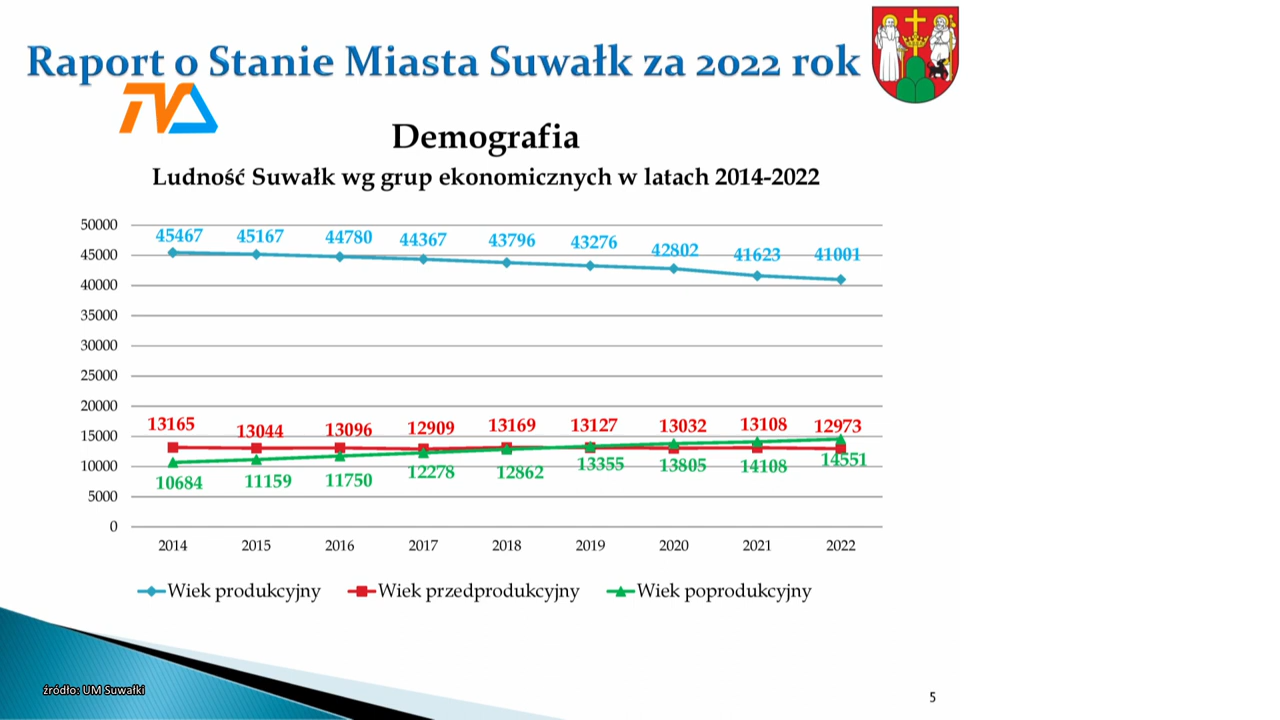 Raport o Stanie Miasta Suwałk za 2022 rok
TVS
Demografia
Ludność Suwałk wg grup ekonomicznych w latach 2014-2022
50000
45000
40000
35000
30000
25000
20000
15000
10000
5000
0
45467 45167 44780 44367 43796 43276 42802 41623 41001
13165 13044 13096 12909 13169 13127 13032 13108 12973
10684 11159 11750 12278 12862 13355 13805 14108 14551
2014 2015 2016 2017 2018 2019 2020 2021 2022
Wiek produkcyjny Wiek przedprodukcyjny Wiek poprodukcyjny
źródło: UM Suwałki
5